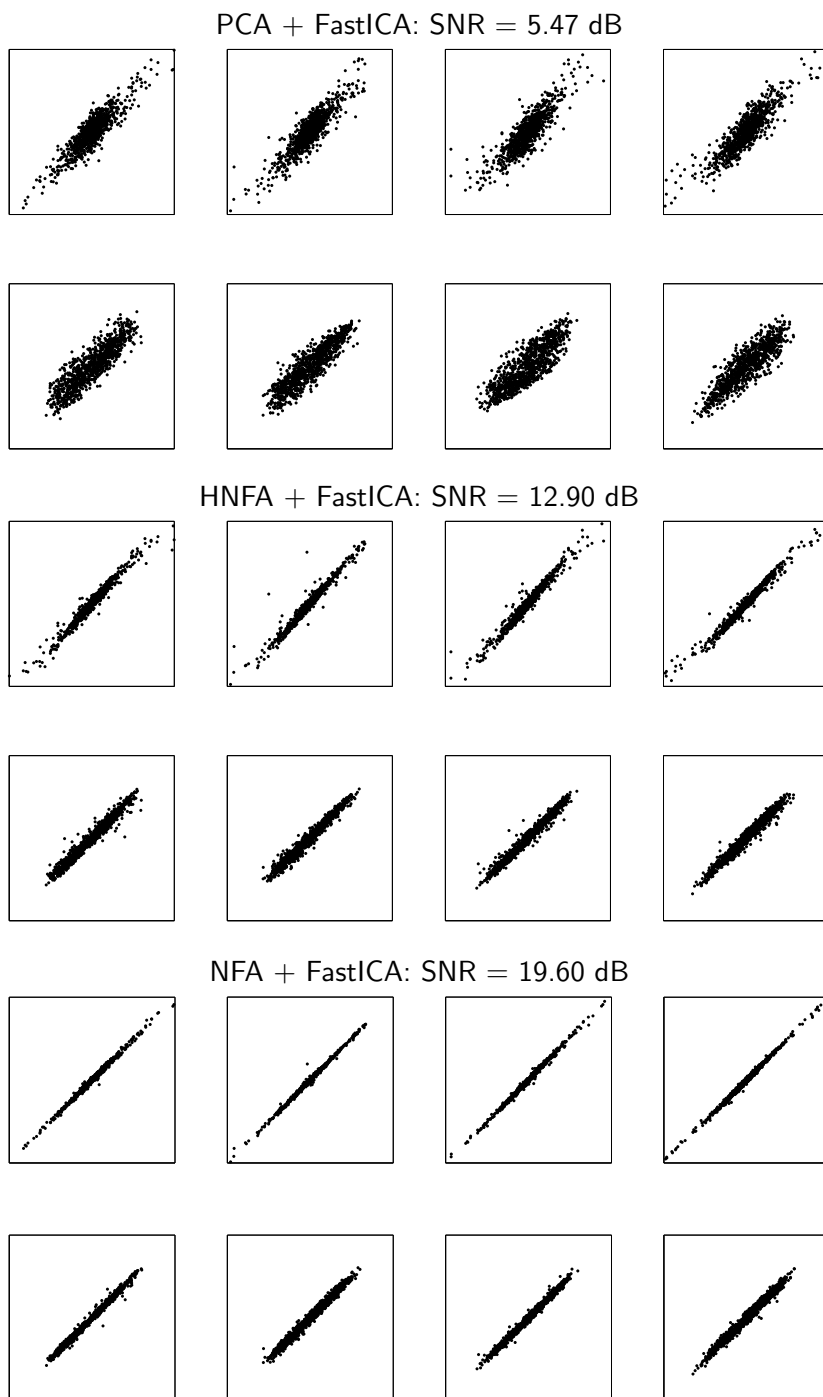 PCA + FastICA: SNR = 5.47 dB
HNFA + FastICA: SNR = 12.90 dB
NFA + FastICA: SNR = 19.60 dB